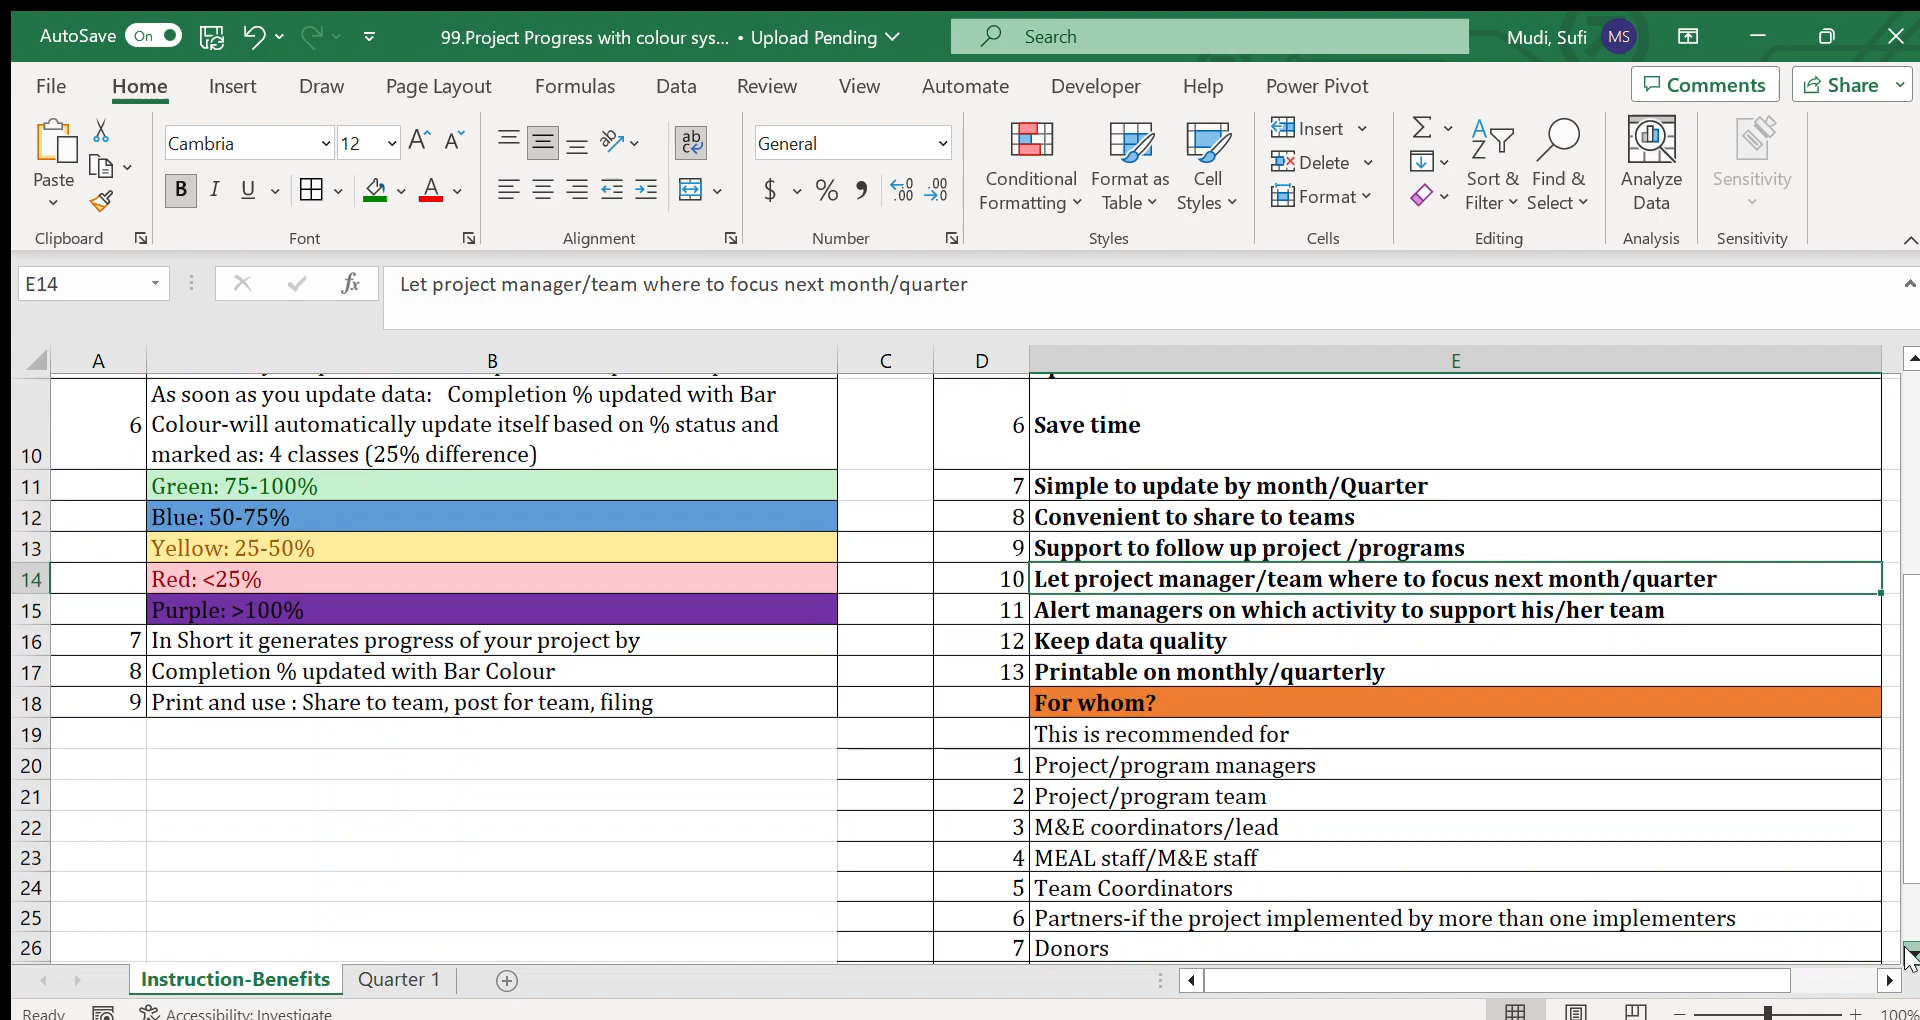 AutoSave On 99.Project Progress with colour sys... • Upload Pending Search Mudi, Sufi MS
File Home Insert Draw Page Layout Formulas Data Review View Automate Developer Help Power Pivot Comments Share
Paste
Clipboard
Cambria 12
B I U A
Font
ab
Alignment
General
$ % 9 .00 .00
Number
Conditional Formatting
Format as Table
Cell Styles
Styles
Insert
Delete
Format
Cells
Sort & Filter
Find & Select
Editing
Analyze Data
Analysis
Sensitivity
Sensitivity
E14 fx Let project manager/team where to focus next month/quarter
A B C D E
As soon as you update data: Completion % updated with Bar
6 Colour-will automatically update itself based on % status and 6 Save time
10 marked as: 4 classes (25% difference)
11 Green: 75-100% 7 Simple to update by month/Quarter
12 Blue: 50-75% 8 Convenient to share to teams
13 Yellow: 25-50% 9 Support to follow up project /programs
14 Red: <25% 10 Let project manager/team where to focus next month/quarter
15 Purple: >100% 11 Alert managers on which activity to support his/her team
16 7 In Short it generates progress of your project by 12 Keep data quality
17 8 Completion % updated with Bar Colour 13 Printable on monthly/quarterly
18 9 Print and use : Share to team, post for team, filing For whom?
19 This is recommended for
20 1 Project/program managers
21 2 Project/program team
22 3 M&E coordinators/lead
23 4 MEAL staff/M&E staff
24 5 Team Coordinators
25 6 Partners-if the project implemented by more than one implementers
26 7 Donors
Instruction-Benefits Quarter 1
Ready Accessibility: Investigate 100%